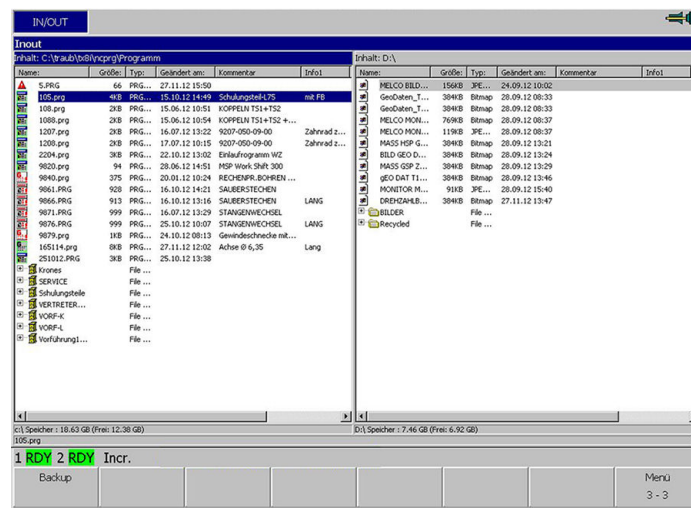 IN/OUT
Inout
Inhalt: C:\traub\tx8i\ncprg\Programm
Name: Größe: Typ: Geändert am: Kommentar Info1
5.PRG 66 PRG... 27.11.12 15:50
105.prg 4KB PRG... 15.10.12 14:49 Schulungsteil-L75 mit FB
108.prg 2KB PRG... 15.06.12 10:51 KOPPELN TS1+TS2
1088.prg 2KB PRG... 15.06.12 10:54 KOPPELN TS1+TS2 +...
1207.prg 2KB PRG... 16.07.12 13:22 9207-050-09-00 Zahnrad z...
1208.prg 2KB PRG... 17.07.12 10:15 9207-050-09-00 Zahnrad z...
2204.prg 3KB PRG... 22.10.12 13:02 Einlaufrogramm WZ
9820.prg 94 PRG... 28.06.12 14:51 MSP Work Shift 300
9840.prg 375 PRG... 20.01.12 10:24 RECHENPR.BOHREN ...
9861.PRG 928 PRG... 16.10.12 14:21 SAUBERSTECHEN
9866.PRG 913 PRG... 16.10.12 13:16 SAUBERSTECHEN LANG
9871.PRG 999 PRG... 16.07.12 13:29 STANGENWECHSEL
9876.PRG 999 PRG... 25.10.12 10:07 STANGENWECHSEL LANG
9879.prg 1KB PRG... 24.10.12 08:13 Gewindeschnecke mit...
165114.prg 8KB PRG... 27.11.12 12:02 Achse Ø 6,35 Lang
251012.PRG 3KB PRG... 25.10.12 13:38
Krones File ...
SERVICE File ...
Sshulungsteile File ...
VERTRETER... File ...
VORF-K File ...
VORF-L File ...
Vorführung1... File ...
c:\ Speicher : 18.63 GB (Frei: 12.38 GB)
105.prg
Inhalt: D:\
Name: Größe: Typ: Geändert am: Kommentar Info1
MELCO BILD... 156KB JPE... 24.09.12 10:02
GeoDaten_T... 384KB Bitmap 28.09.12 08:33
GeoDaten_T... 384KB Bitmap 28.09.12 08:33
MELCO MON... 769KB Bitmap 28.09.12 08:37
MELCO MON... 119KB JPE... 28.09.12 08:37
MASS HSP G... 384KB Bitmap 28.09.12 13:21
BILD GEO D... 384KB Bitmap 28.09.12 13:24
MASS GSP Z... 384KB Bitmap 28.09.12 13:29
gEO DAT T1... 384KB Bitmap 28.09.12 13:46
MONITOR M... 91KB JPE... 28.09.12 15:40
DREHZAHLB... 384KB Bitmap 27.11.12 13:47
BILDER File ...
Recycled File ...
D:\ Speicher : 7.46 GB (Frei: 6.92 GB)
1 RDY 2 RDY Incr.
Backup
Menü
3 - 3